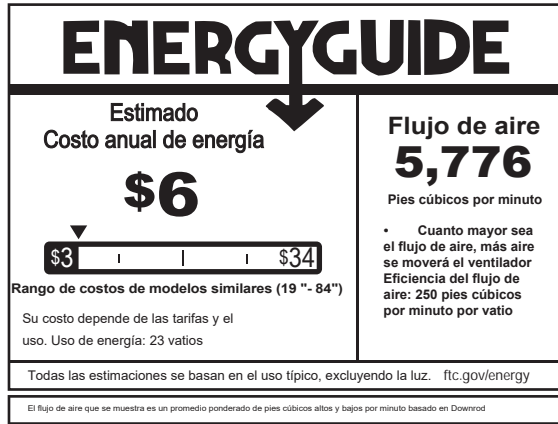 ENERGYGUIDE
Estimado
Costo anual de energía
$6
$3 $34
Rango de costos de modelos similares (19 "- 84")
Su costo depende de las tarifas y el
uso. Uso de energía: 23 vatios
Flujo de aire
5,776
Pies cúbicos por minuto
• Cuanto mayor sea
el flujo de aire, más aire
se moverá el ventilador
Eficiencia del flujo de
aire: 250 pies cúbicos
por minuto por vatio
Todas las estimaciones se basan en el uso típico, excluyendo la luz. ftc.gov/energy
El flujo de aire que se muestra es un promedio ponderado de pies cúbicos altos y bajos por minuto basado en Downrod